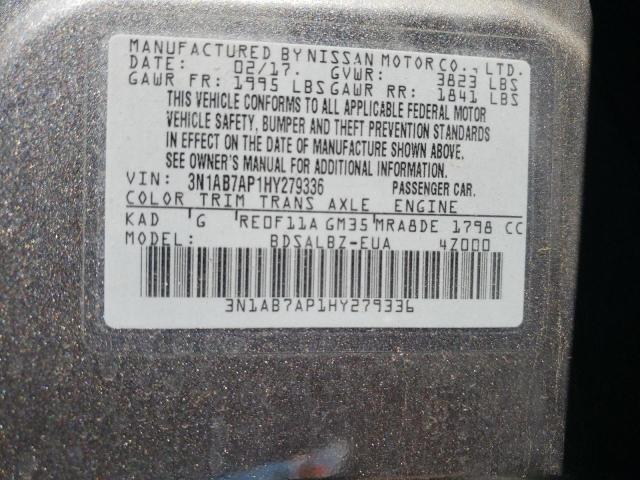 MANUFACTURED BY NISSAN MOTOR CO., LTD.
DATE: 02/17. GVWR: 3823 LBS
GAWR FR: 1995 LBS GAWR RR: 1841 LBS
THIS VEHICLE CONFORMS TO ALL APPLICABLE FEDERAL MOTOR
VEHICLE SAFETY, BUMPER AND THEFT PREVENTION STANDARDS
IN EFFECT ON THE DATE OF MANUFACTURE SHOWN ABOVE.
SEE OWNER'S MANUAL FOR ADDITIONAL INFORMATION.
VIN: 3N1AB7AP1HY279336 PASSENGER CAR.
COLOR TRIM TRANS AXLE ENGINE
KAD G RE0F11A GM35 MRA8DE 1798 CC
MODEL: BDSALBZ-EUA 4Z000
3N1AB7AP1HY279336